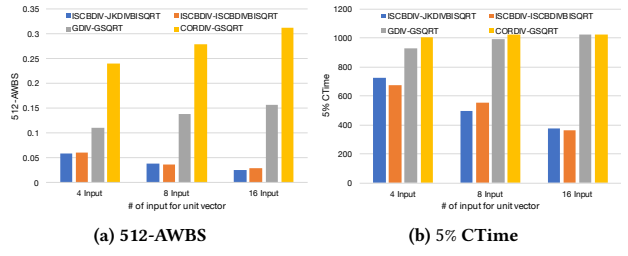 ISCBDIV-JKDIVBISQRT ISCBDIV-ISCBDIVBISQRT
GDIV-GSQRT CORDIV-GSQRT
0.35
0.3
0.25
0.2
0.15
0.1
0.05
0
512-AWBS
4 Input 8 Input 16 Input
# of input for unit vector
(a) 512-AWBS
ISCBDIV-JKDIVBISQRT ISCBDIV-ISCBDIVBISQRT
GDIV-GSQRT CORDIV-GSQRT
1200
1000
800
600
400
200
0
5% CTime
4 Input 8 Input 16 Input
# of input for unit vector
(b) 5% CTime